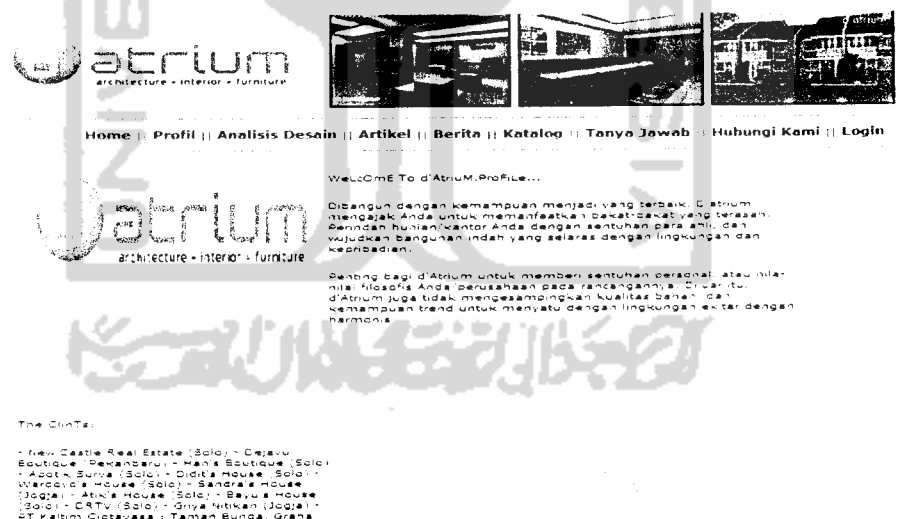 atrium
architecture + interior + furniture
d'atrium
Home || Profil || Analisis Desain || Artikel || Berita || Katalog || Tanya Jawab || Hubungi Kami || Login
atrium
architecture + interior + furniture
WeLcOmE To d'AtriuM.ProFiLe...
Dibangun dengan kemampuan menjadi yang terbaik. D'atrium
mengajak Anda untuk memanfaatkan bakat-bakat yang terasah.
Perindah hunian/kantor Anda dengan sentuhan para ahli, dan
wujudkan bangunan indah yang selaras dengan lingkungan dan
kepribadian.
Penting bagi d'Atrium untuk memberi sentuhan personal, atau nilai-
nilai filosofis Anda/perusahaan pada rancangannya. Diluar itu,
d'Atrium juga tidak mengesampingkan kualitas bahan, dan
kemampuan trend untuk menyatu dengan lingkungan sekitar dengan
harmonis.
The ClinTs:
- New Castle Real Estate (Solo) - Dejavu
Boutique (Pekanbaru) - Han's Boutique (Solo)
- Apotik Surya (Solo) - Didit's House (Solo) -
Wardoyo's House (Solo) - Sandra's House
(Jogja) - Atik's House (Solo) - Bayu's House
(Solo) - CRTV (Solo) - Griya Nitikan (Jogja) -
PT Kaltim Ciptayasa : Taman Bunga, Graha